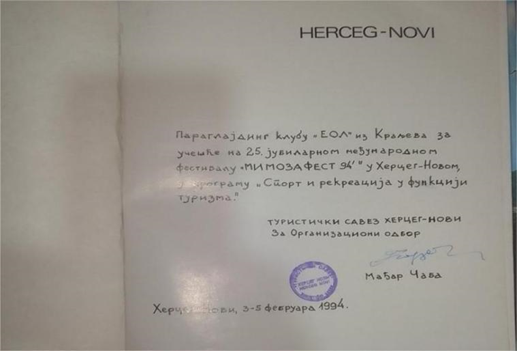 HERCEG-NOVI
Параглајдинг клубу „ЕОЛ" из Краљева за
учешће на 25. јубиларном међународном
фестивалу „МИМОЗАФЕСТ 94'" у Херцег-Новом,
програму „Спорт и рекреација у функцији
туризма."
ТУРИСТИЧКИ САВЕЗ ХЕРЦЕГ-НОВИ
За Организациони одбор
Мађар Чаба
Херцег-Нови, 3-5 фебруара 1994.